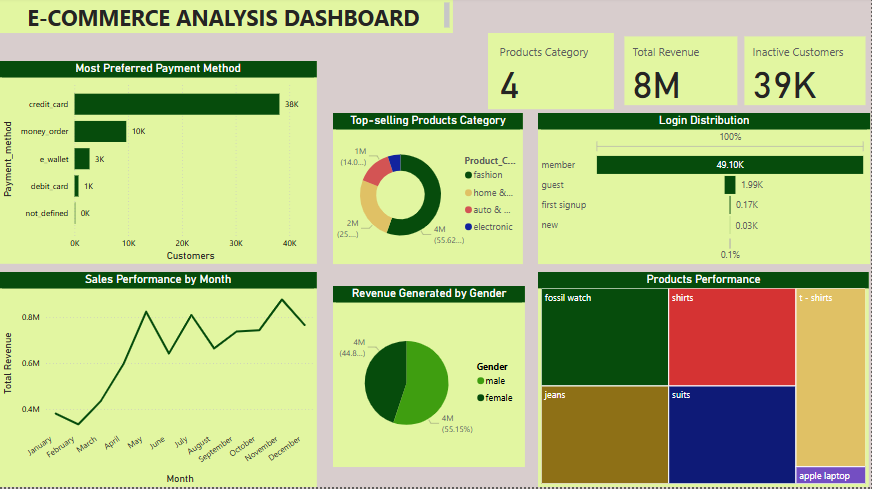 E-COMMERCE ANALYSIS DASHBOARD
Products Category
4
Total Revenue
8M
Inactive Customers
39K
Most Preferred Payment Method
Payment_method
credit_card
38K
money_order
10K
e_wallet
3K
debit_card
1K
not_defined
0K
0K 10K 20K 30K 40K
Customers
Top-selling Products Category
1M
(14.0...)
2M
(25....)
4M
(55.62...)
Product_C...
fashion
home &...
auto & ...
electronic
Login Distribution
100%
member
49.10K
guest
1.99K
first signup
0.17K
new
0.03K
0.1%
Sales Performance by Month
Total Revenue
0.8M
0.6M
0.4M
January February March April May June July August September October November December
Month
Revenue Generated by Gender
4M
(44.8...)
4M
(55.15%)
Gender
male
female
Products Performance
fossil watch
shirts
t - shirts
jeans
suits
apple laptop